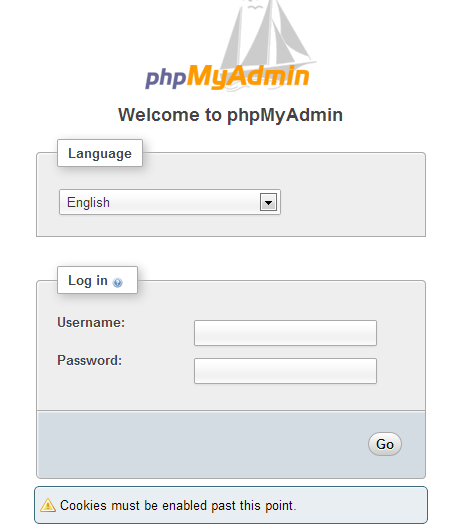 phpMyAdmin
Welcome to phpMyAdmin
Language
English
Log in
Username:
Password:
Go
Cookies must be enabled past this point.